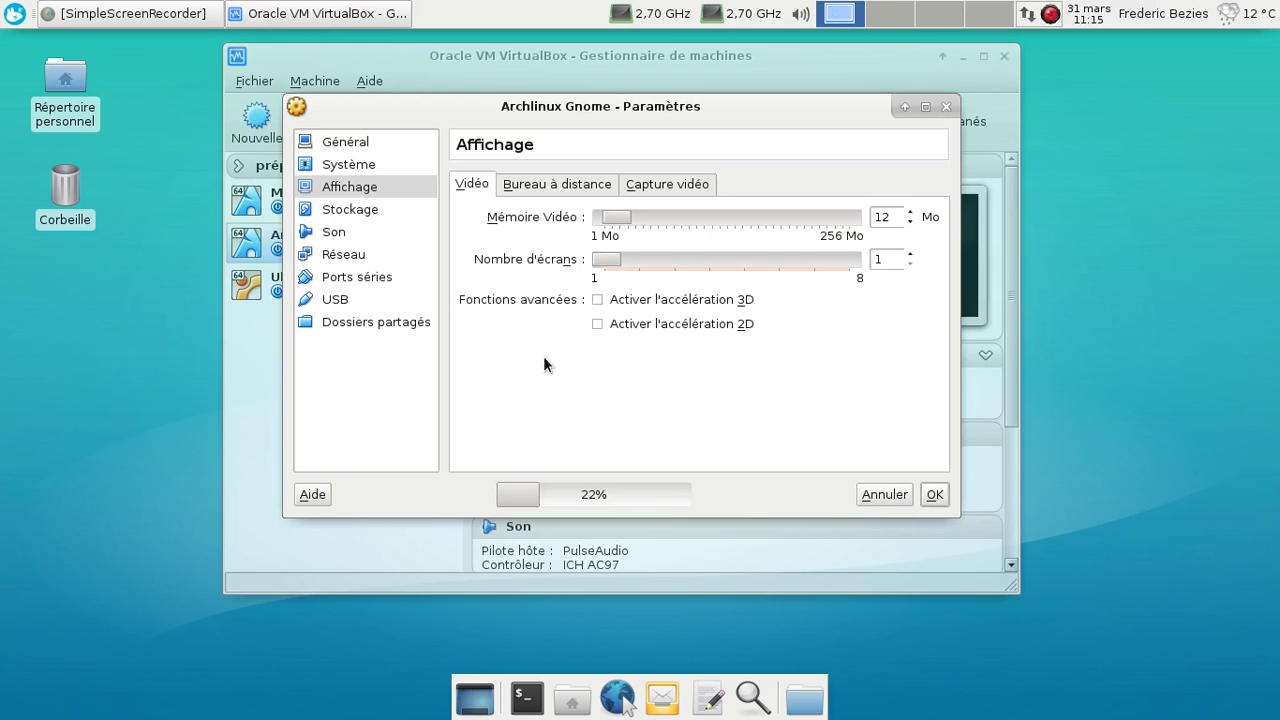 [SimpleScreenRecorder]
Oracle VM VirtualBox - G...
2,70 GHz
2,70 GHz
31 mars
11:15
Frederic Bezies
12 °C
Répertoire
personnel
Corbeille
Oracle VM VirtualBox - Gestionnaire de machines
Fichier
Machine
Aide
Nouvelle
anés
prép
Archlinux Gnome - Paramètres
Général
Système
Affichage
Stockage
Son
Réseau
Ports séries
USB
Dossiers partagés
Affichage
Vidéo
Bureau à distance
Capture vidéo
Mémoire Vidéo :
12
Mo
1 Mo
256 Mo
Nombre d'écrans :
1
1
8
Fonctions avancées :
Activer l'accélération 3D
Activer l'accélération 2D
Aide
22%
Annuler
OK
Son
Pilote hôte : PulseAudio
Contrôleur : ICH AC97